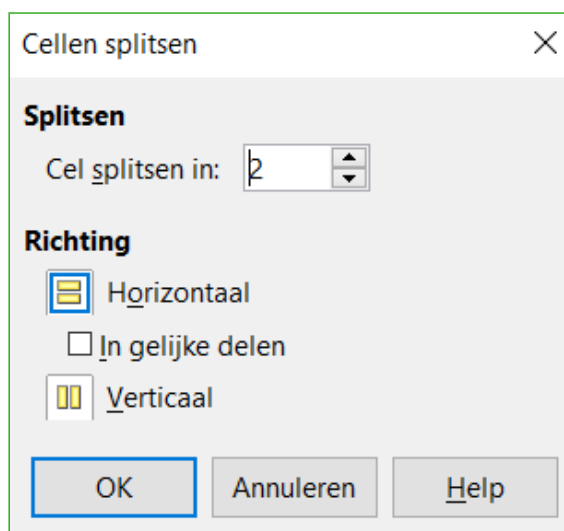 Cellen splitsen
Splitsen
Cel splitsen in: 2
Richting
Horizontaal
In gelijke delen
Verticaal
OK Annuleren Help